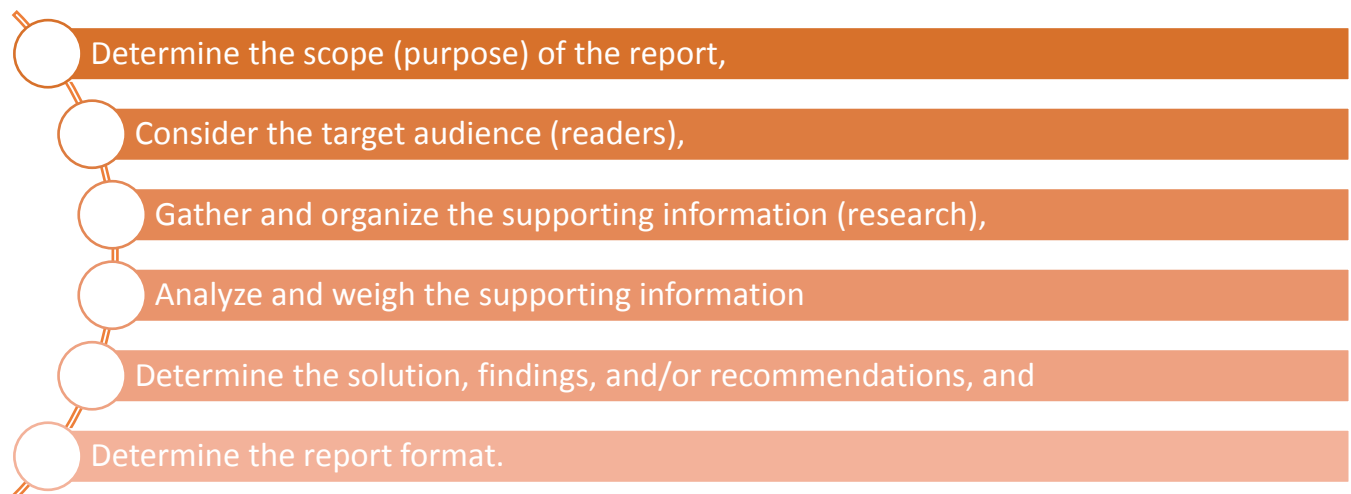 Determine the scope (purpose) of the report,
Consider the target audience (readers),
Gather and organize the supporting information (research),
Analyze and weigh the supporting information
Determine the solution, findings, and/or recommendations, and
Determine the report format.